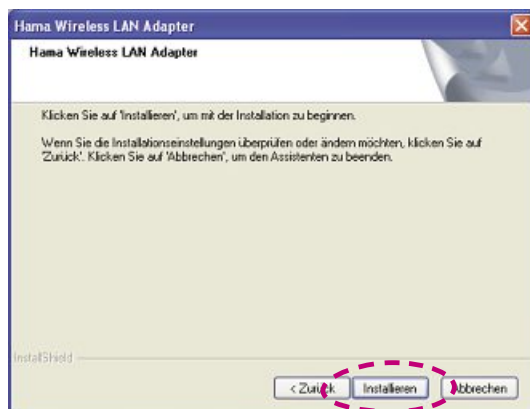 Hama Wireless LAN Adapter
Hama Wireless LAN Adapter
Klicken Sie auf 'Installieren', um mit der Installation zu beginnen.
Wenn Sie die Installationseinstellungen überprüfen oder ändern möchten, klicken Sie auf
'Zurück'. Klicken Sie auf 'Abbrechen', um den Assistenten zu beenden.
InstallShield
< Zurück Installieren Abbrechen